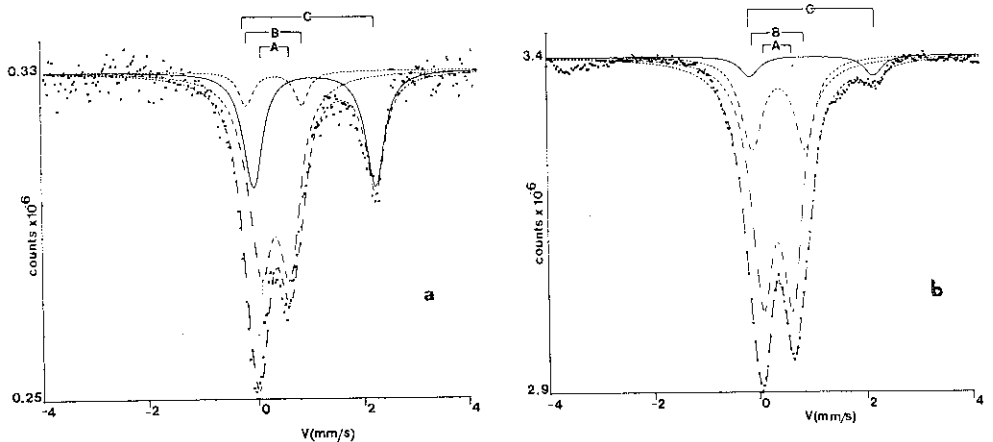 C
B
A
0.33
counts x10⁻⁶
0.25
-4 -2 0 2 4
V(mm/s)
a
C
B
A
3.4
counts x10⁻⁶
2.9
-4 -2 0 2 4
V(mm/s)
b